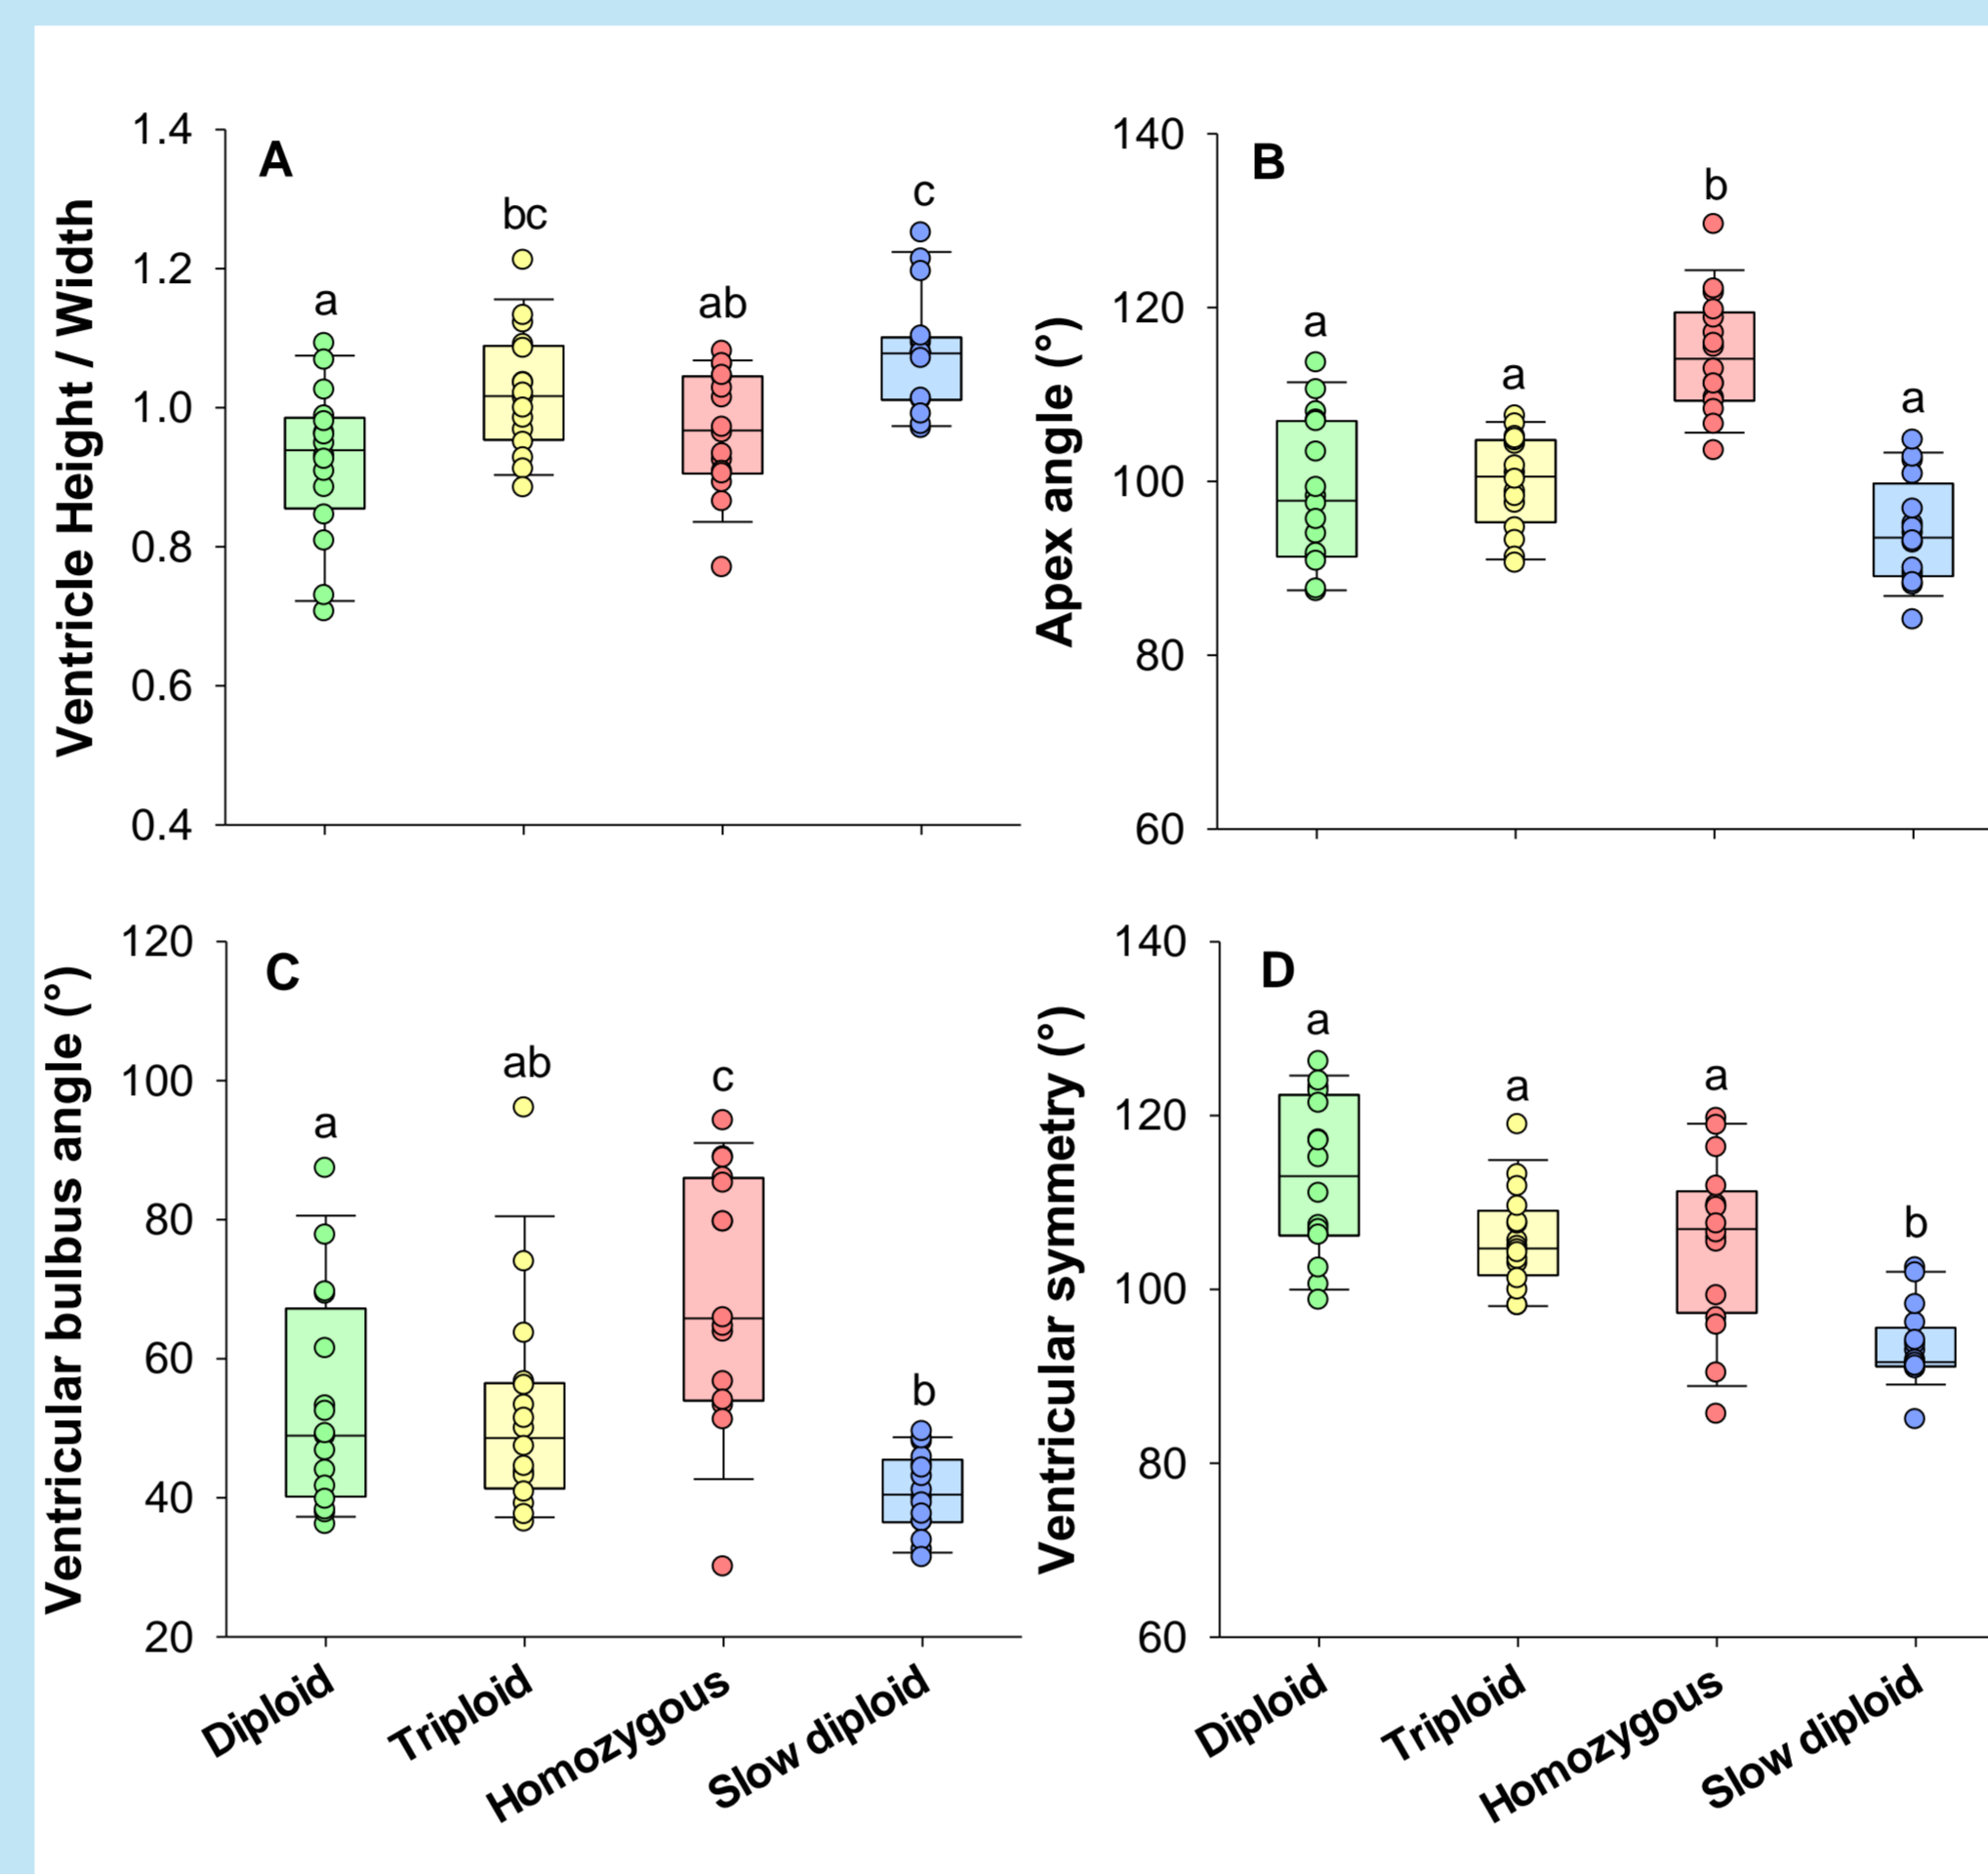 A
B
Ventricle Height / Width
1.4
1.2
1.0
0.8
0.6
0.4
a
bc
ab
c
Apex angle (°)
140
120
100
80
60
a
a
b
a
C
D
Ventricular bulbus angle (°)
120
100
80
60
40
20
a
ab
c
b
Diploid
Triploid
Homozygous
Slow diploid
Ventricular symmetry (°)
140
120
100
80
60
a
a
a
b
Diploid
Triploid
Homozygous
Slow diploid